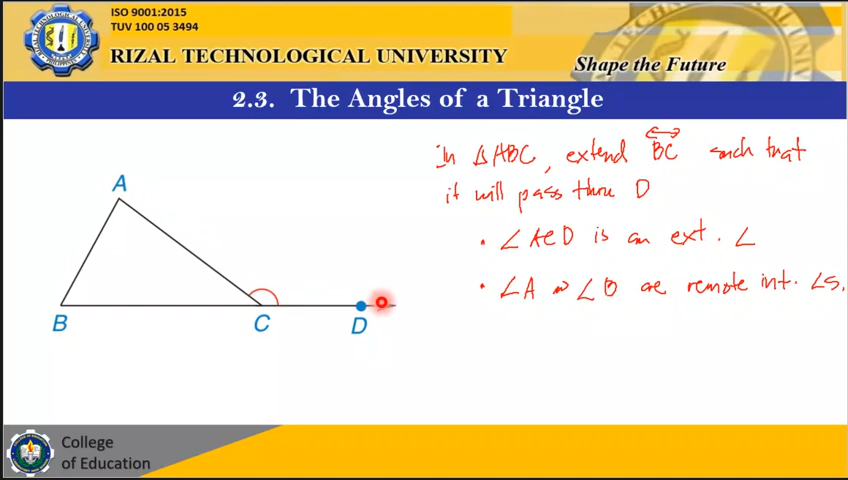 ISO 9001:2015
TUV 100 05 3494
RIZAL TECHNOLOGICAL UNIVERSITY
Shape the Future
2.3. The Angles of a Triangle
In △ABC, extend BC such that
it will pass thru D
• ∠ACD is an ext. ∠
• ∠A ∠B are remote int. ∠s.
A
B
C
D
College
of Education